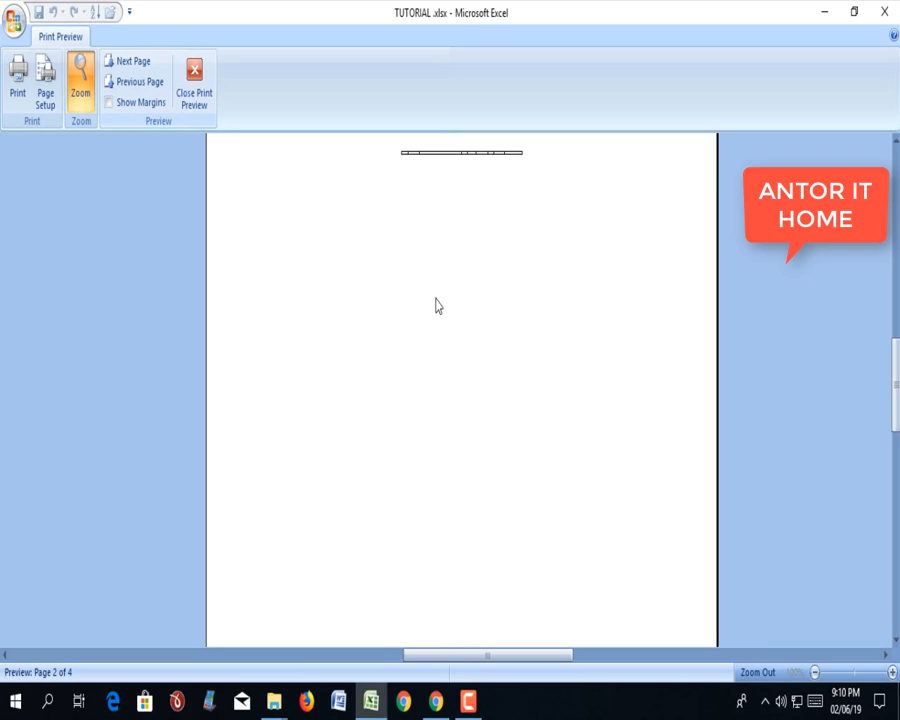 TUTORIAL .xlsx - Microsoft Excel
Print Preview
Print
Page
Setup
Zoom
Next Page
Previous Page
Show Margins
Close Print
Preview
Print
Zoom
Preview
ANTOR IT
HOME
Preview: Page 2 of 4
Zoom Out
100%
9:10 PM
02/06/19